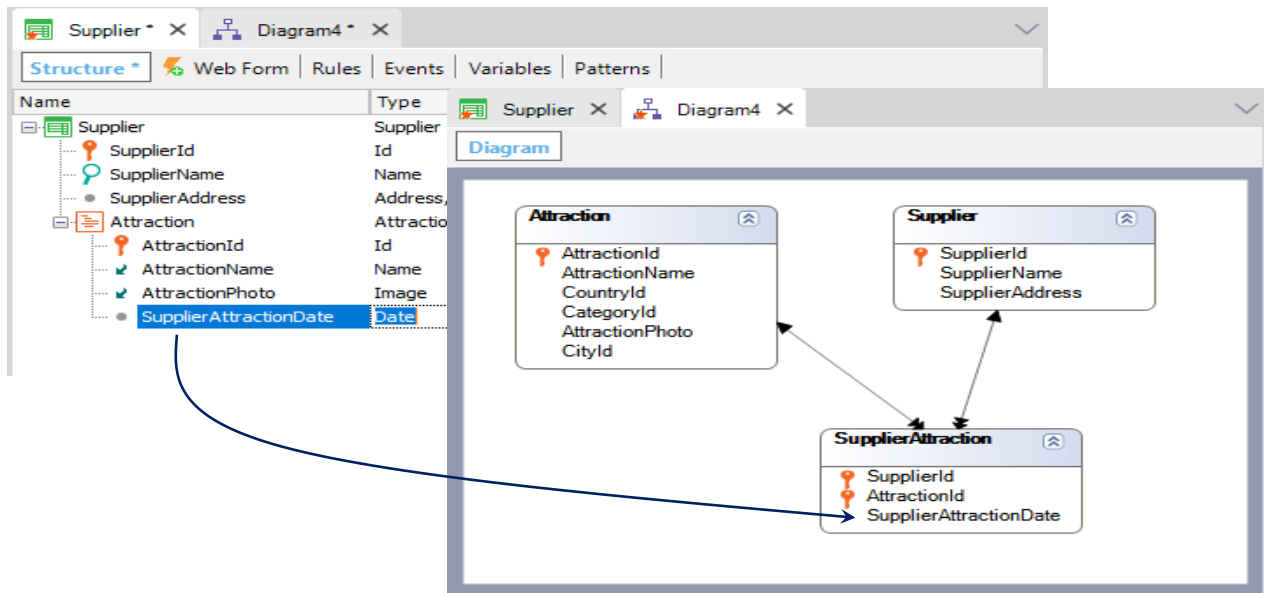 Supplier * Diagram4 *
Structure * Web Form Rules Events Variables Patterns
Name Type
Supplier Supplier
SupplierId Id
SupplierName Name
SupplierAddress Address,
Attraction Attractio
AttractionId Id
AttractionName Name
AttractionPhoto Image
SupplierAttractionDate Date
Supplier Diagram4
Diagram
Attraction
AttractionId
AttractionName
CountryId
CategoryId
AttractionPhoto
CityId
Supplier
SupplierId
SupplierName
SupplierAddress
SupplierAttraction
SupplierId
AttractionId
SupplierAttractionDate